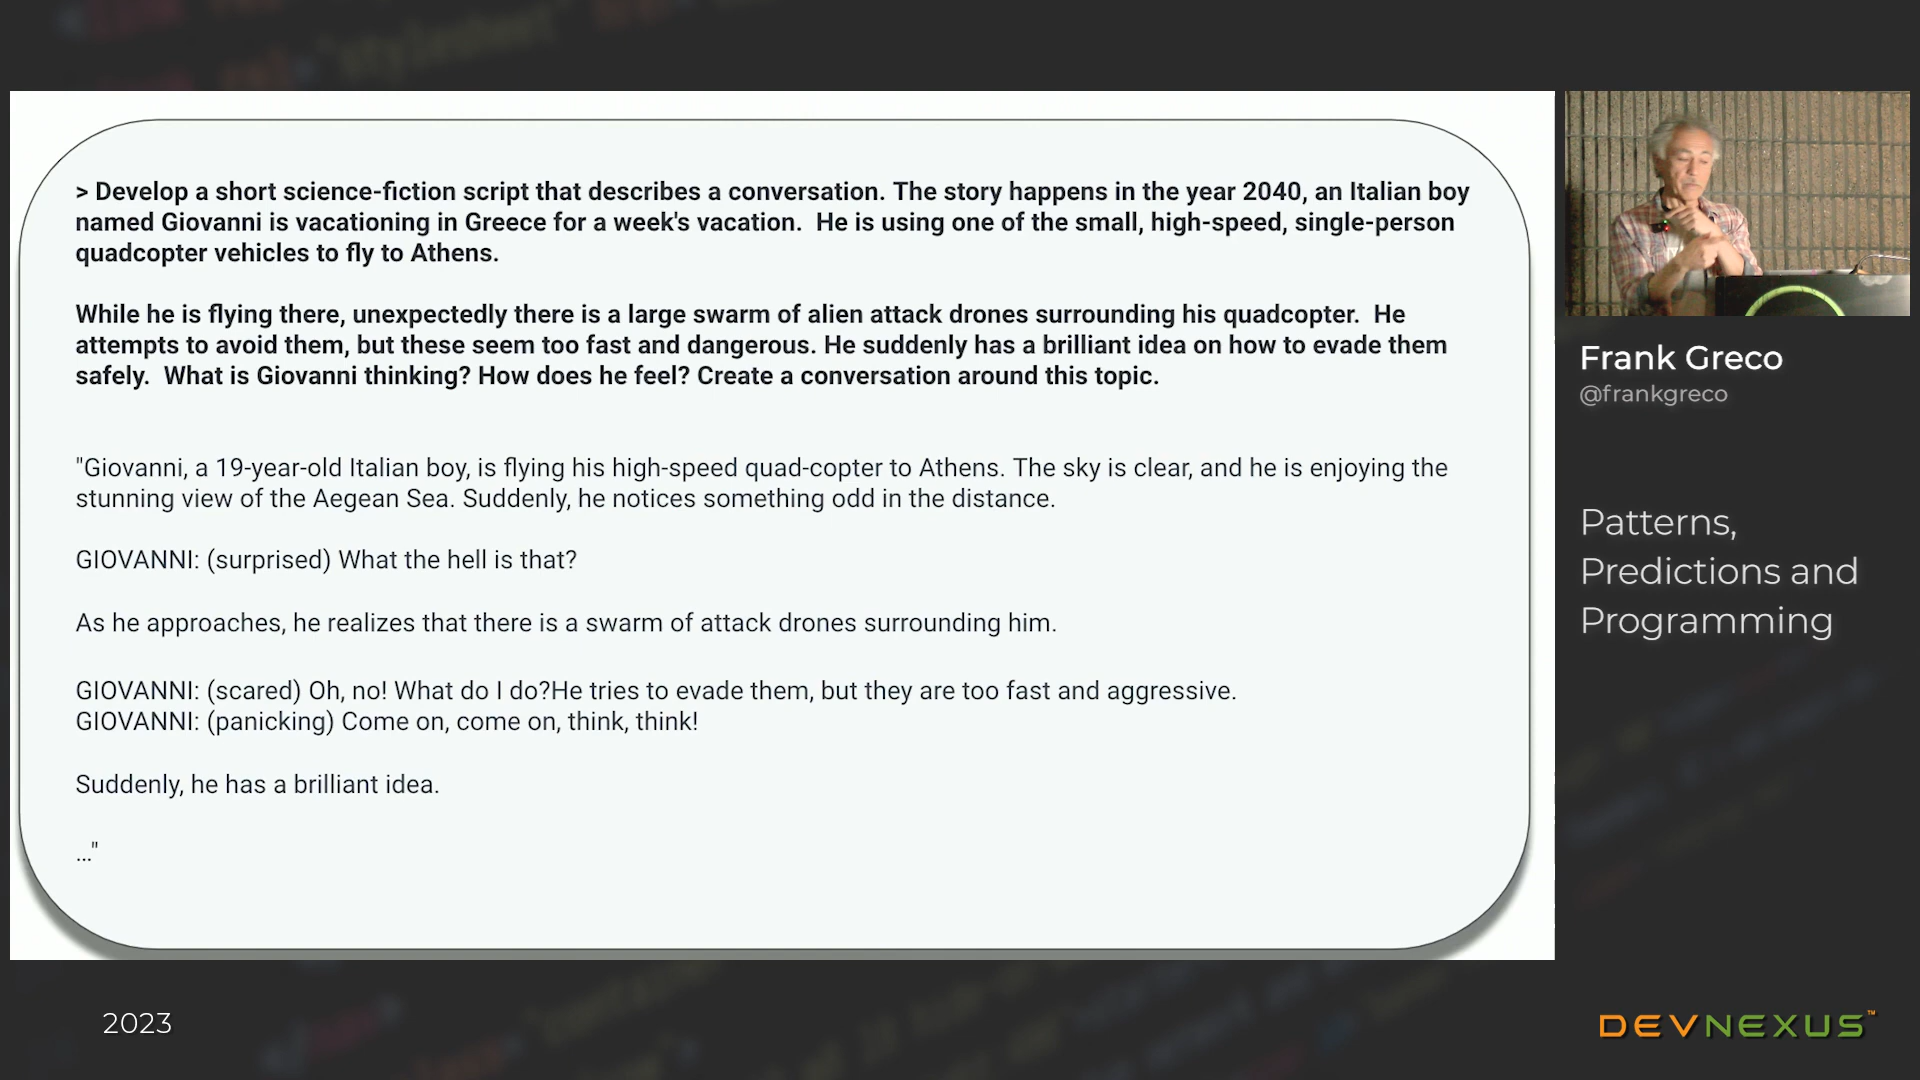 > Develop a short science-fiction script that describes a conversation. The story happens in the year 2040, an Italian boy
named Giovanni is vacationing in Greece for a week's vacation.  He is using one of the small, high-speed, single-person
quadcopter vehicles to fly to Athens.
While he is flying there, unexpectedly there is a large swarm of alien attack drones surrounding his quadcopter.  He
attempts to avoid them, but these seem too fast and dangerous. He suddenly has a brilliant idea on how to evade them
safely.  What is Giovanni thinking? How does he feel? Create a conversation around this topic.
"Giovanni, a 19-year-old Italian boy, is flying his high-speed quad-copter to Athens. The sky is clear, and he is enjoying the
stunning view of the Aegean Sea. Suddenly, he notices something odd in the distance.
GIOVANNI: (surprised) What the hell is that?
As he approaches, he realizes that there is a swarm of attack drones surrounding him.
GIOVANNI: (scared) Oh, no! What do I do?He tries to evade them, but they are too fast and aggressive.
GIOVANNI: (panicking) Come on, come on, think, think!
Suddenly, he has a brilliant idea.
..."
Frank Greco
@frankgreco
Patterns,
Predictions and
Programming
2023
DEVNEXUS™